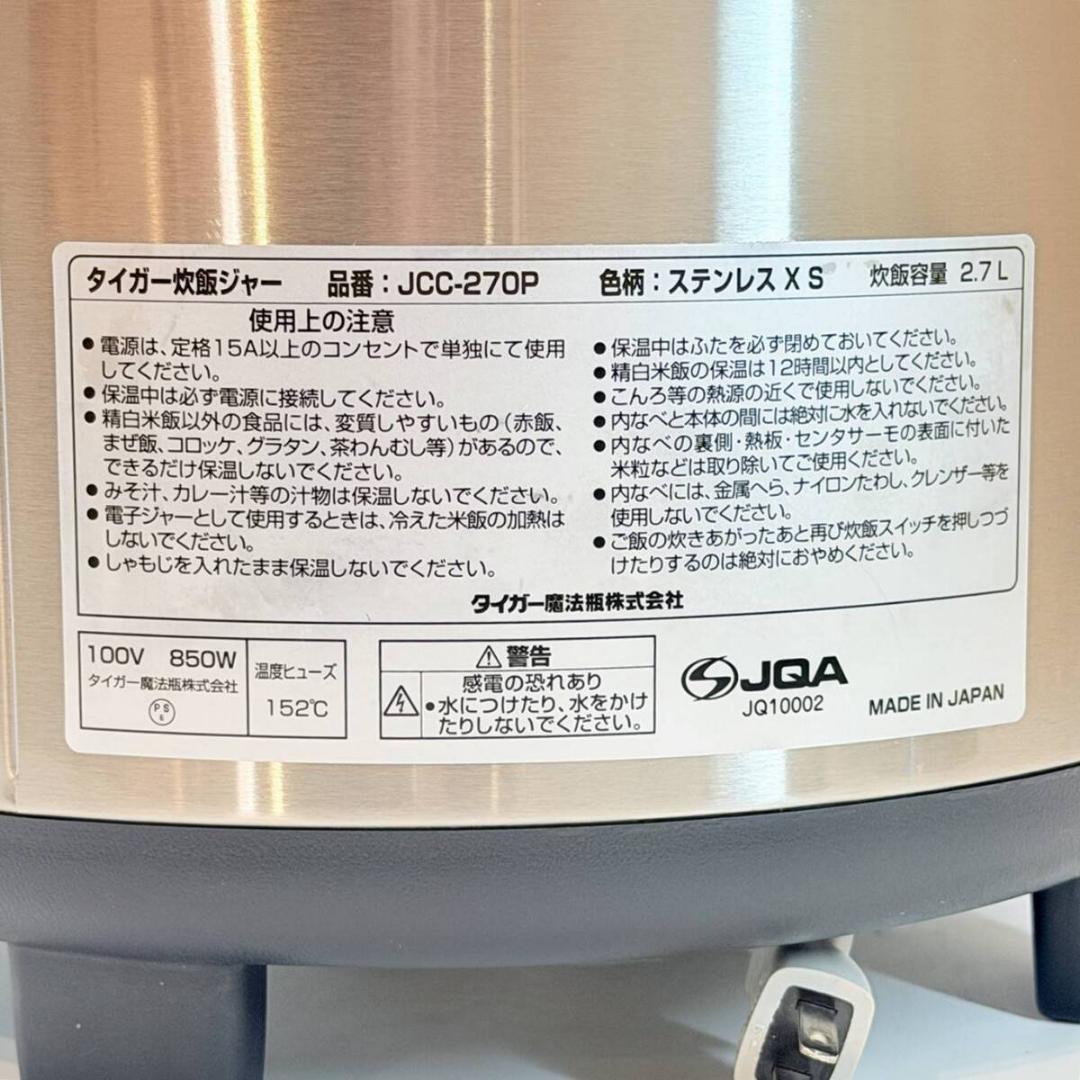 タイガー炊飯ジャー 品番:JCC-270P 色柄:ステンレスXS 炊飯容量 2.7L
使用上の注意
●電源は、定格15A以上のコンセントで単独にて使用
してください。
●保温中は必ず電源に接続してください。
●精白米飯以外の食品には、変質しやすいもの(赤飯、
まぜ飯、コロッケ、グラタン、茶わんむし等)があるので、
できるだけ保温しないでください。
●みそ汁、カレー汁等の汁物は保温しないでください。
●電子ジャーとして使用するときは、冷えた米飯の加熱は
しないでください。
●しゃもじを入れたまま保温しないでください。
●保温中はふたを必ず閉めておいてください。
●精白米飯の保温は12時間以内としてください。
●こんろ等の熱源の近くで使用しないでください。
●内なべと本体の間には絶対に水を入れないでください。
●内なべの裏側・熱板・センタサーモの表面に付いた
米粒などは取り除いてご使用ください。
●内なべには、金属へら、ナイロンたわし、クレンザー等を
使用しないでください。
●ご飯の炊きあがったあと再び炊飯スイッチを押しつづ
けたりするのは絶対におやめください。
タイガー魔法瓶株式会社
100V 850W
タイガー魔法瓶株式会社
PS
E
温度ヒューズ
152℃
警告
感電の恐れあり
●水につけたり、水をかけ
たりしないでください。
JQA
JQ10002
MADE IN JAPAN